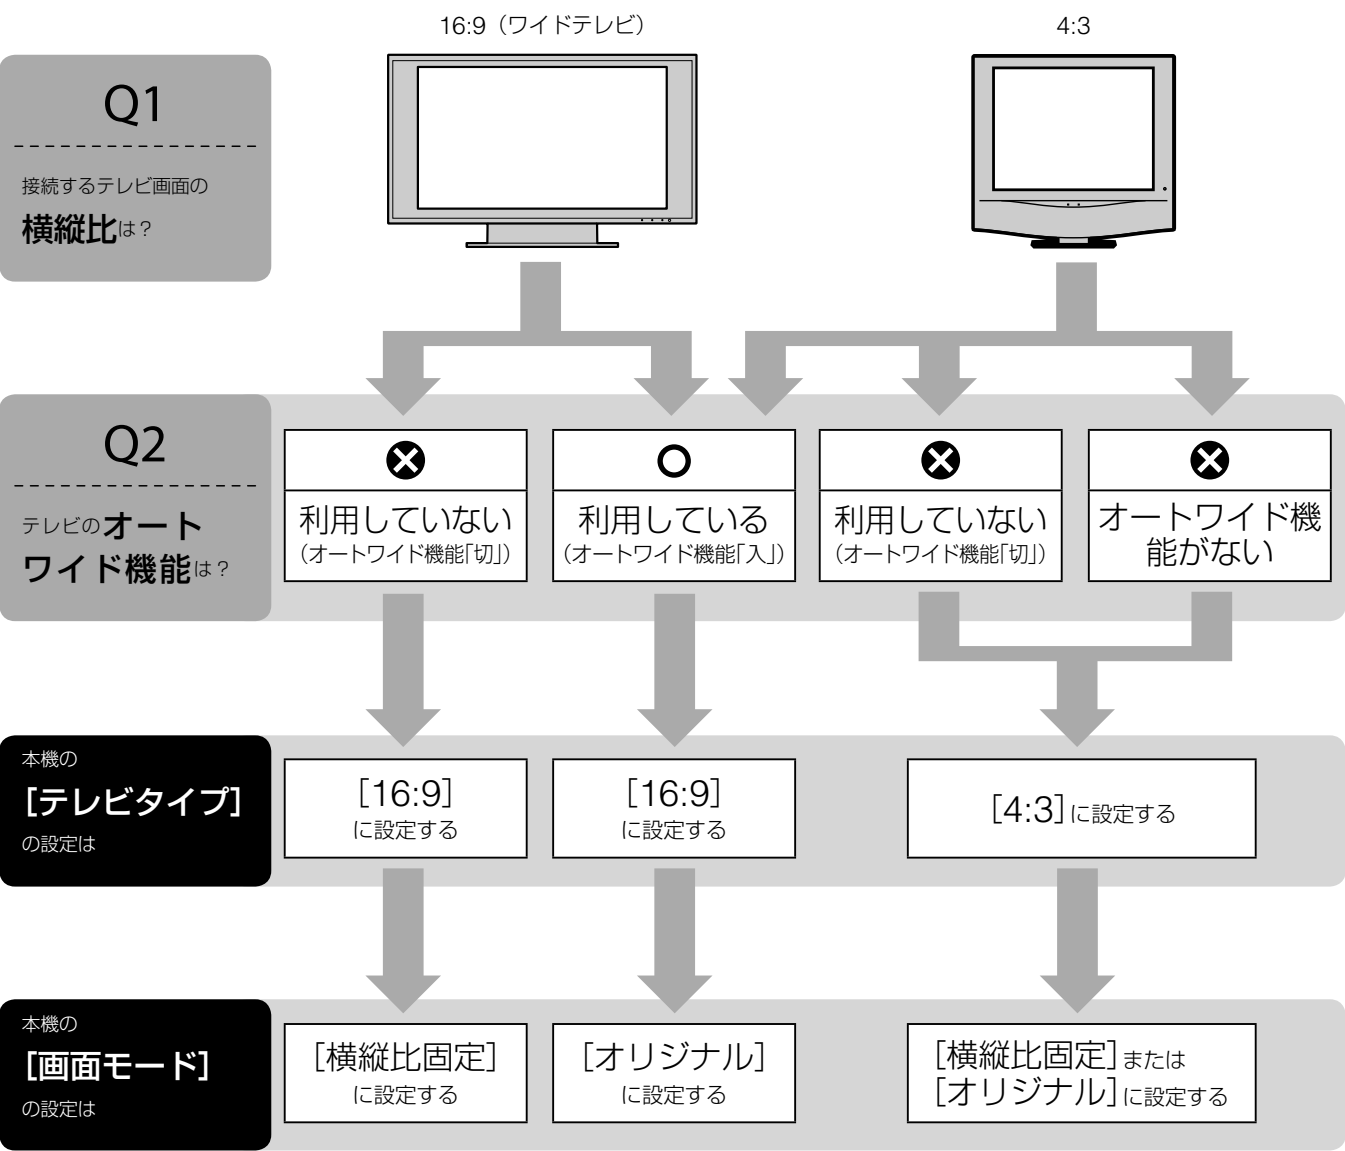 16:9（ワイドテレビ）
4:3
Q1
接続するテレビ画面の
横縦比は？
Q2
テレビのオート
ワイド機能は？
利用していない
（オートワイド機能「切」）
利用している
（オートワイド機能「入」）
利用していない
（オートワイド機能「切」）
オートワイド機
能がない
本機の
［テレビタイプ］
の設定は
［16:9］
に設定する
［16:9］
に設定する
［4:3］に設定する
本機の
［画面モード］
の設定は
［横縦比固定］
に設定する
［オリジナル］
に設定する
［横縦比固定］または
［オリジナル］に設定する